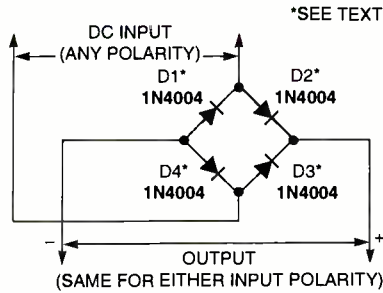 *SEE TEXT
DC INPUT
(ANY POLARITY)
D1*
1N4004
D2*
1N4004
D4*
1N4004
D3*
1N4004
– +
OUTPUT
(SAME FOR EITHER INPUT POLARITY)